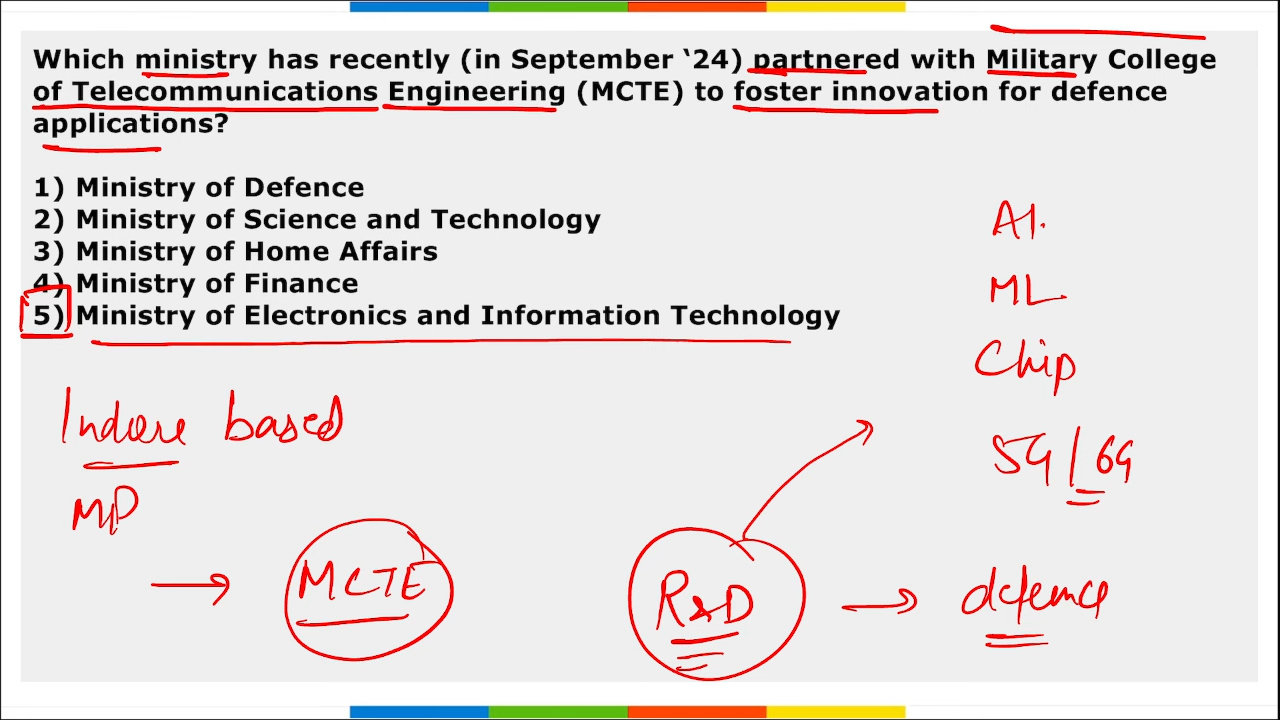 Which ministry has recently (in September ‘24) partnered with Military College
of Telecommunications Engineering (MCTE) to foster innovation for defence
applications?
1) Ministry of Defence
2) Ministry of Science and Technology
3) Ministry of Home Affairs
4) Ministry of Finance
5) Ministry of Electronics and Information Technology
AI.
ML
Chip
5G/6G
Indore based
MP
→ MCTE
R&D → defence